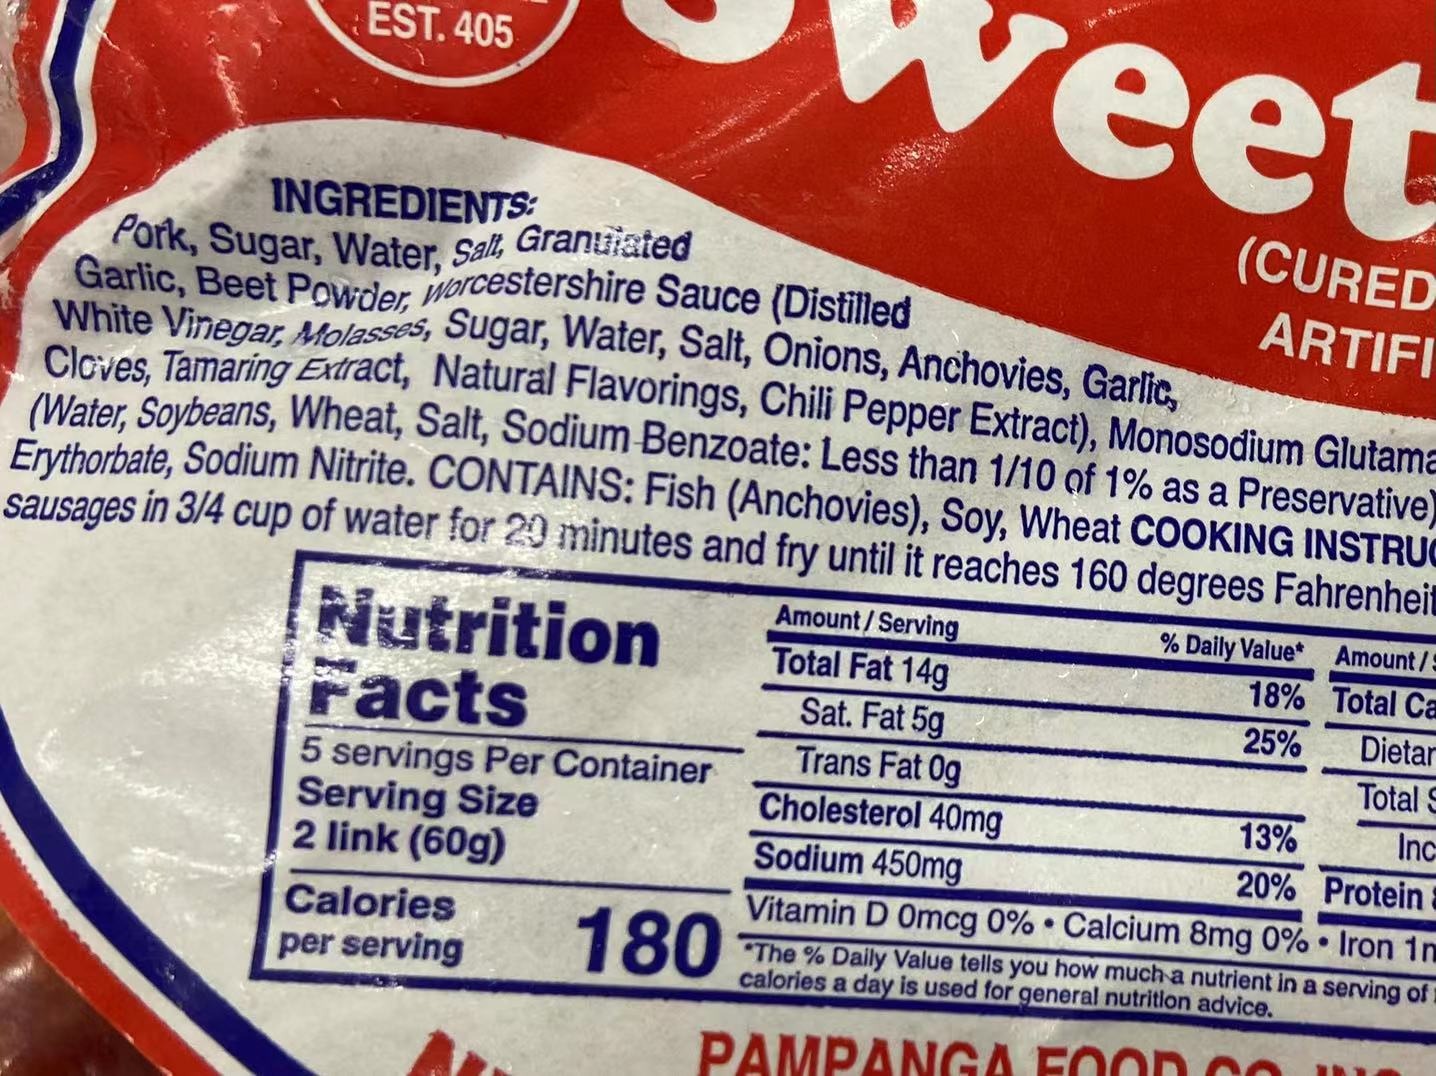 EST. 405
Sweet
(CURED
ARTIFI
INGREDIENTS:
Pork, Sugar, Water, Salt, Granulated
Garlic, Beet Powder, Worcestershire Sauce (Distilled
White Vinegar, Molasses, Sugar, Water, Salt, Onions, Anchovies, Garlic,
Cloves, Tamaring Extract, Natural Flavorings, Chili Pepper Extract), Monosodium Glutama
(Water, Soybeans, Wheat, Salt, Sodium Benzoate: Less than 1/10 of 1% as a Preservative)
Erythorbate, Sodium Nitrite. CONTAINS: Fish (Anchovies), Soy, Wheat COOKING INSTRUC
sausages in 3/4 cup of water for 20 minutes and fry until it reaches 160 degrees Fahrenheit
Nutrition
Facts
5 servings Per Container
Serving Size
2 link (60g)
Calories
per serving 180
Amount / Serving % Daily Value* Amount /
Total Fat 14g 18% Total Ca
Sat. Fat 5g 25% Dietar
Trans Fat 0g Total S
Cholesterol 40mg 13% Inc
Sodium 450mg 20% Protein
Vitamin D 0mcg 0% • Calcium 8mg 0% • Iron 1m
*The % Daily Value tells you how much a nutrient in a serving of
calories a day is used for general nutrition advice.
PAMPANGA FOOD CO. INC